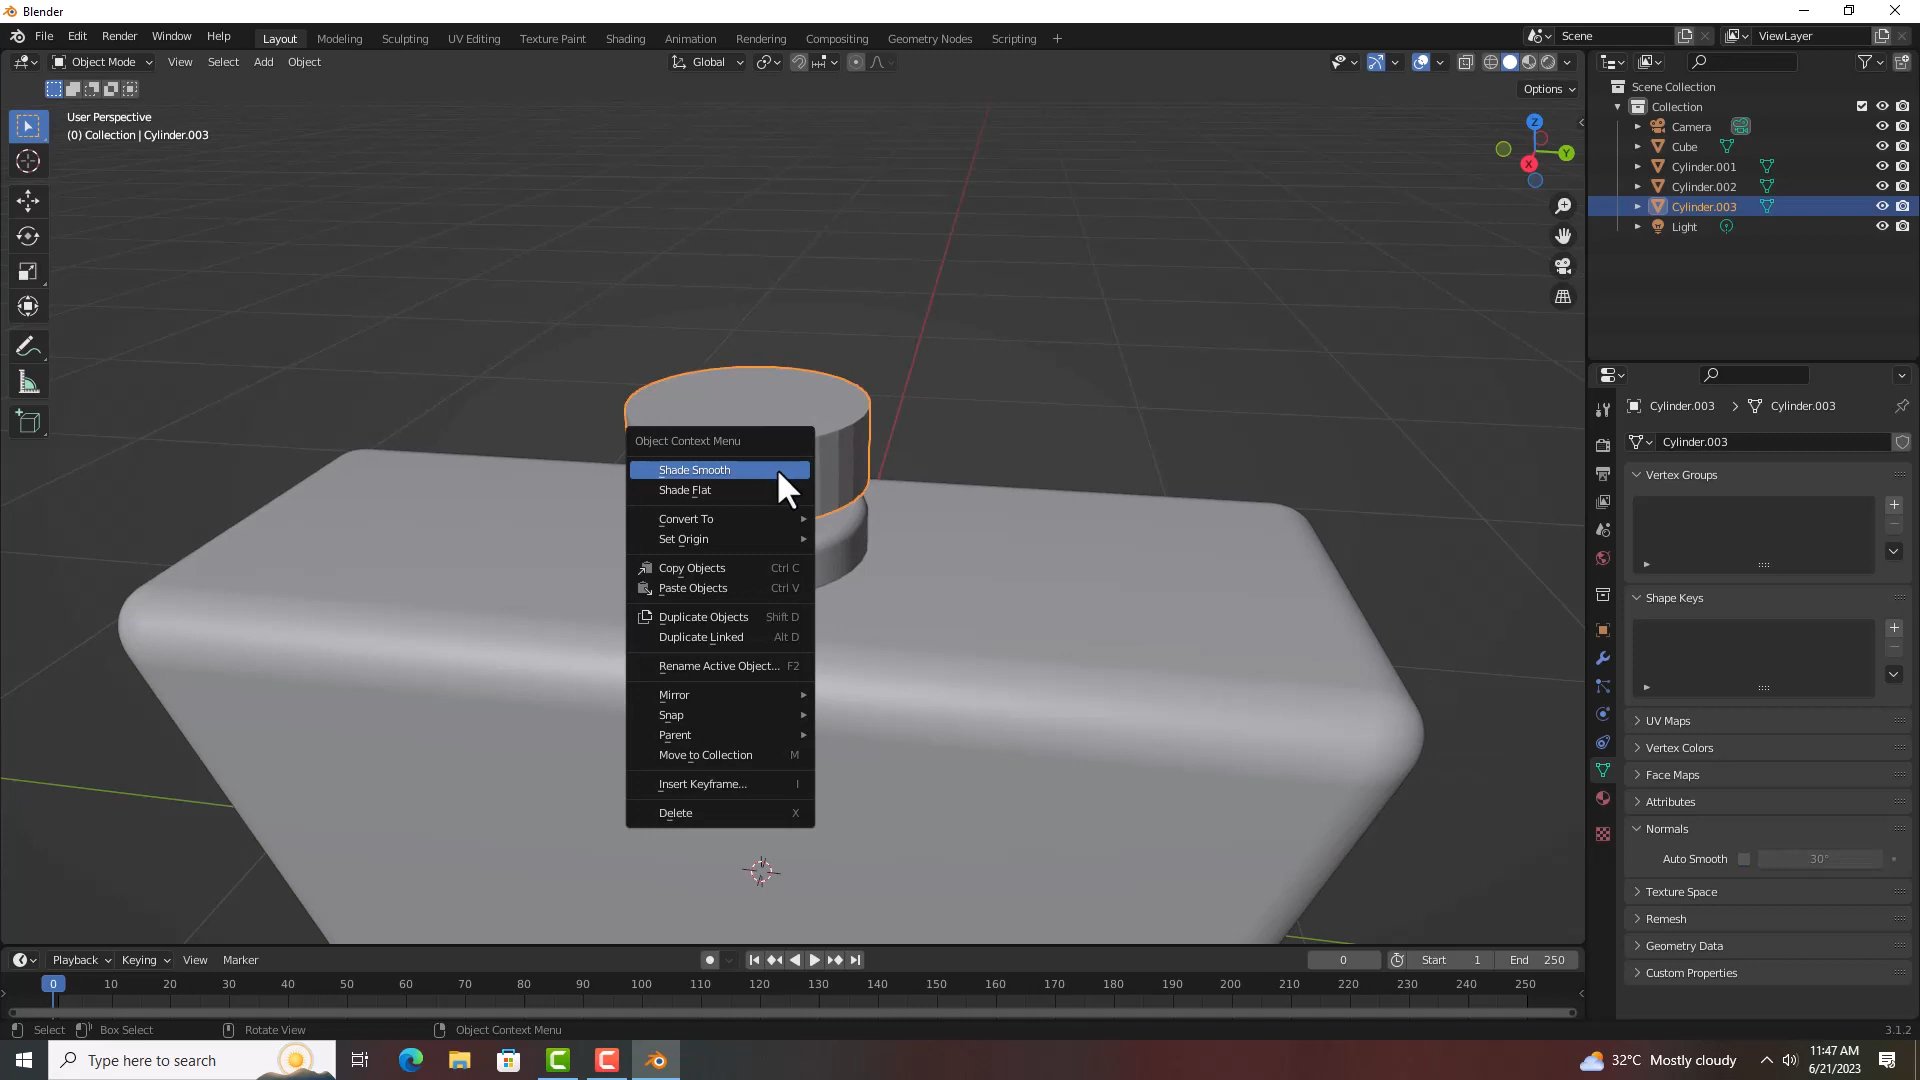 Blender
File Edit Render Window Help
Layout Modeling Sculpting UV Editing Texture Paint Shading Animation Rendering Compositing Geometry Nodes Scripting +
Scene
ViewLayer
Object Mode View Select Add Object
Global
Options
User Perspective
(0) Collection | Cylinder.003
Z
Y
X
Scene Collection
Collection
Camera
Cube
Cylinder.001
Cylinder.002
Cylinder.003
Light
Object Context Menu
Shade Smooth
Shade Flat
Convert To
Set Origin
Copy Objects Ctrl C
Paste Objects Ctrl V
Duplicate Objects Shift D
Duplicate Linked Alt D
Rename Active Object... F2
Mirror
Snap
Parent
Move to Collection M
Insert Keyframe... I
Delete X
Cylinder.003 > Cylinder.003
Cylinder.003
Vertex Groups
Shape Keys
UV Maps
Vertex Colors
Face Maps
Attributes
Normals
Auto Smooth 30°
Texture Space
Remesh
Geometry Data
Custom Properties
Playback Keying View Marker
0 Start 1 End 250
0 10 20 30 40 50 60 70 80 90 100 110 120 130 140 150 160 170 180 190 200 210 220 230 240 250
Select Box Select Rotate View Object Context Menu
3.1.2
Type here to search
32°C Mostly cloudy
11:47 AM
6/21/2023